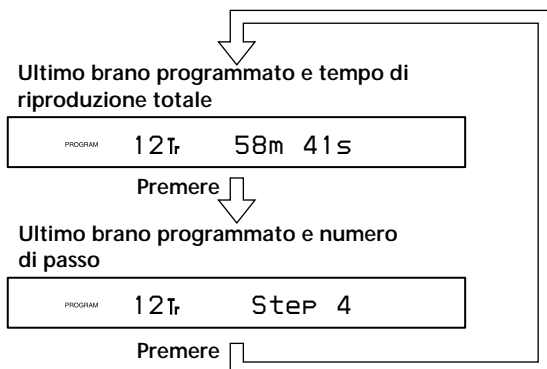 Ultimo brano programmato e tempo di
riproduzione totale
PROGRAM 12Tr 58m 41s
Premere
Ultimo brano programmato e numero
di passo
PROGRAM 12Tr Step 4
Premere